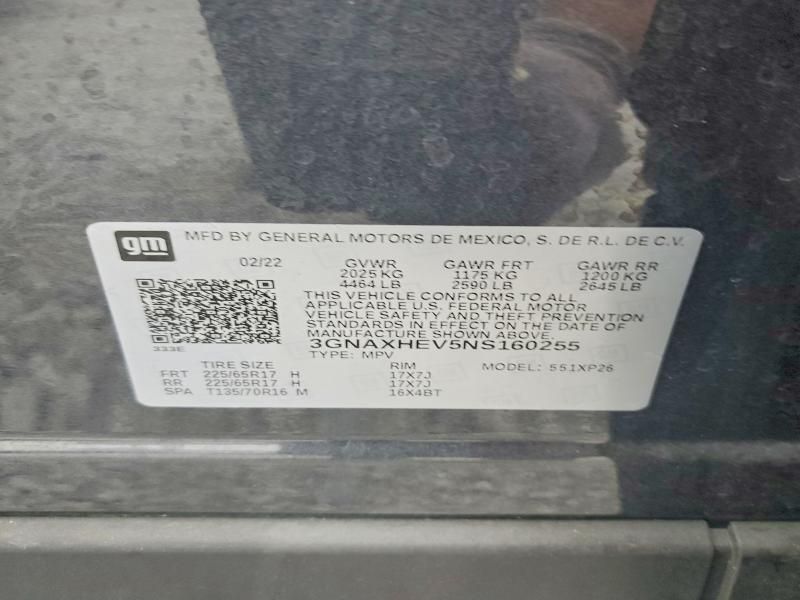 gm MFD BY GENERAL MOTORS DE MEXICO, S. DE R.L. DE C.V.
02/22 GVWR GAWR FRT GAWR RR
2025 KG 1175 KG 1200 KG
4464 LB 2590 LB 2645 LB
THIS VEHICLE CONFORMS TO ALL
APPLICABLE U.S. FEDERAL MOTOR
VEHICLE SAFETY AND THEFT PREVENTION
STANDARDS IN EFFECT ON THE DATE OF
MANUFACTURE SHOWN ABOVE.
333E 3GNAXHEV5NS160255
TYPE: MPV
TIRE SIZE RIM MODEL: 551XP26
FRT 225/65R17 H 17X7J
RR 225/65R17 H 17X7J
SPA T135/70R16 M 16X4BT